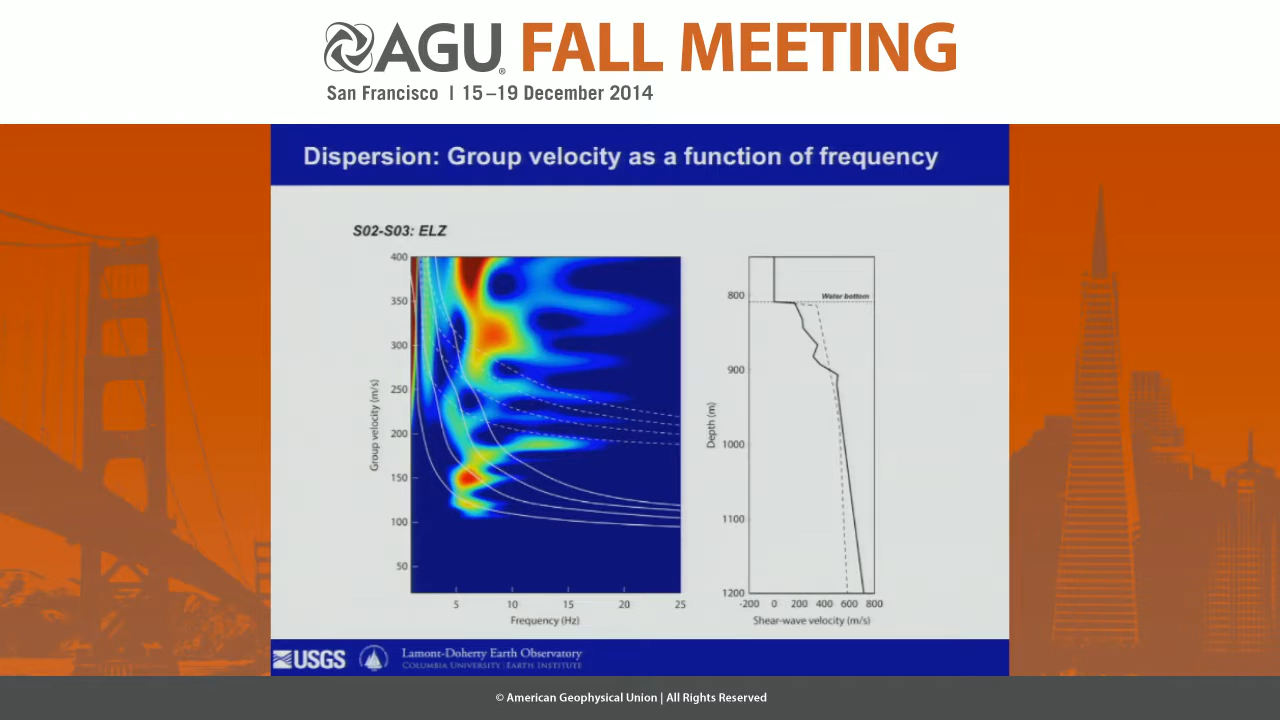 AGU® FALL MEETING
San Francisco | 15–19 December 2014
Dispersion: Group velocity as a function of frequency
S02-S03: ELZ
400
350
300
250
200
150
100
50
Group velocity (m/s)
5 10 15 20 25
Frequency (Hz)
Water bottom
800
900
1000
1100
1200
Depth (m)
-200 0 200 400 600 800
Shear-wave velocity (m/s)
USGS
Lamont-Doherty Earth Observatory
COLUMBIA UNIVERSITY | EARTH INSTITUTE
© American Geophysical Union | All Rights Reserved